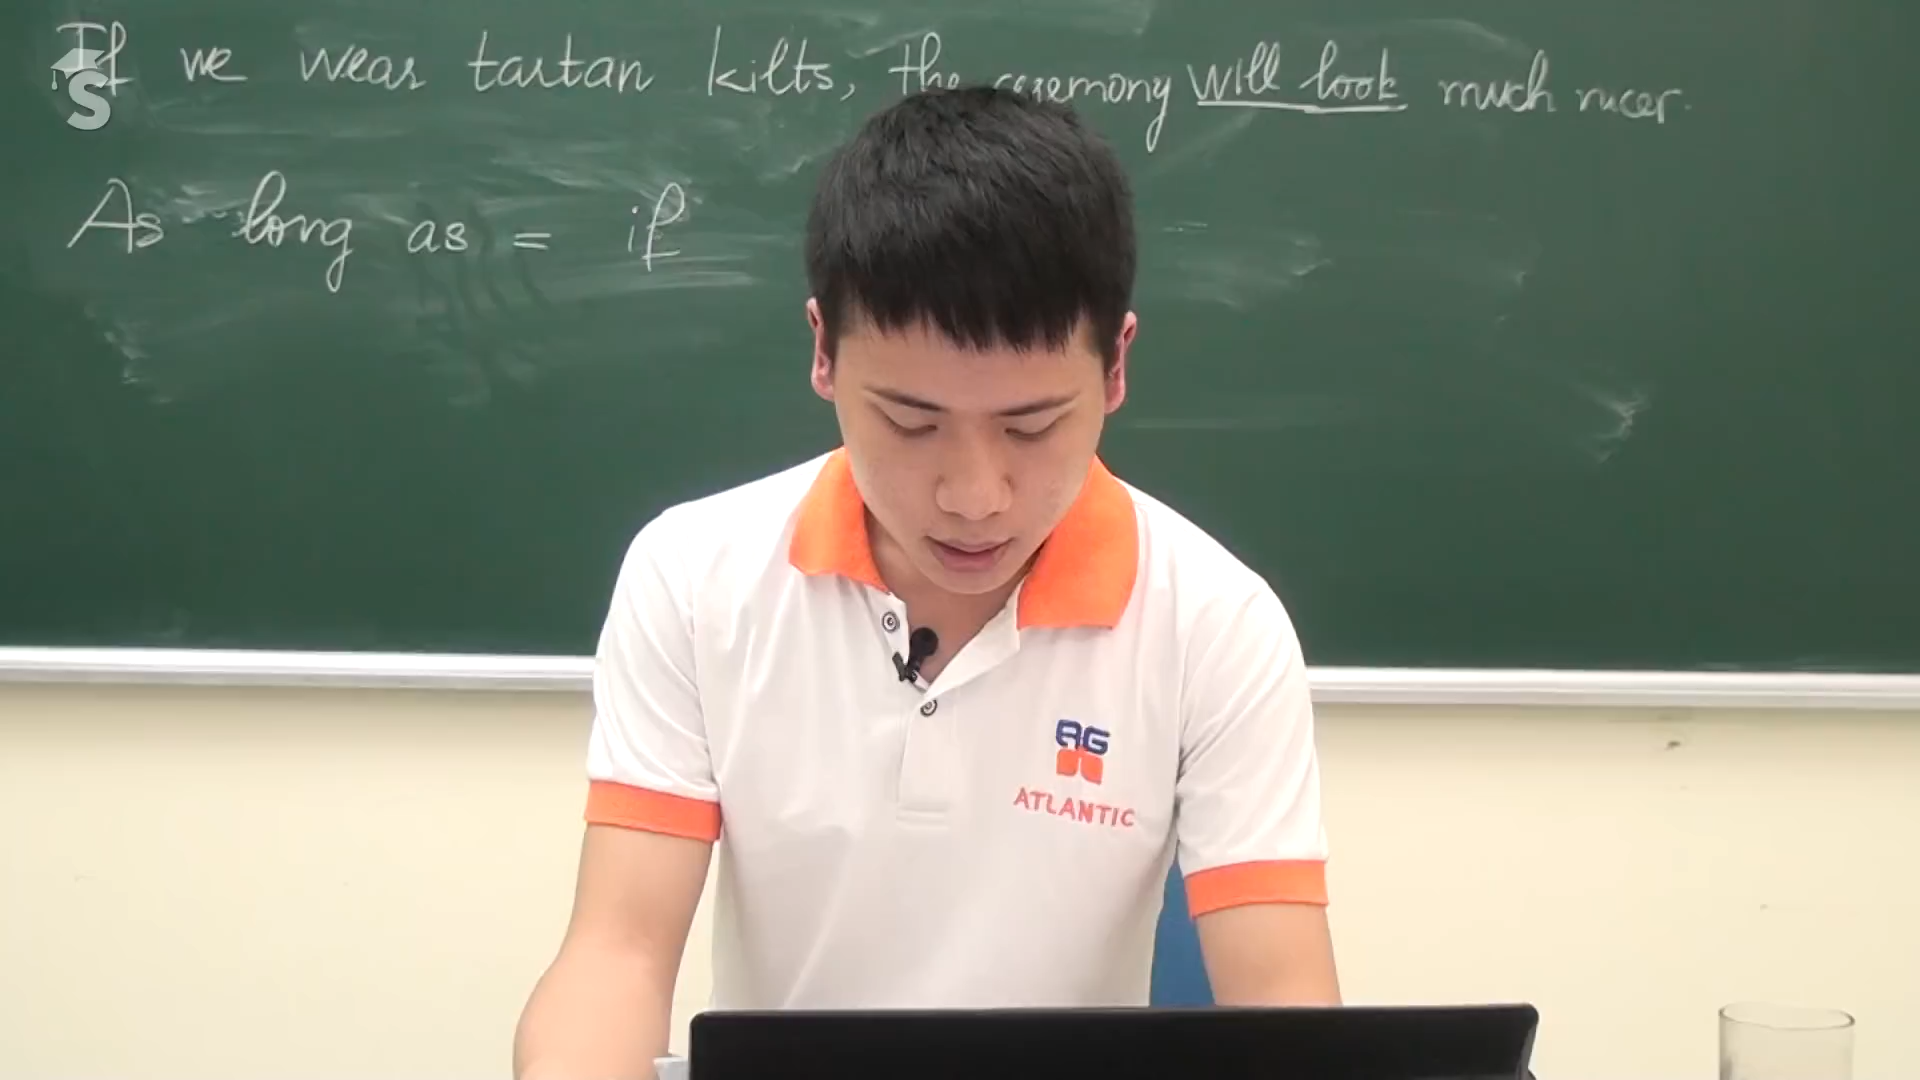 If we wear tartan kilts, the ceremony will look much nicer.
As long as = if
S
AG
ATLANTIC